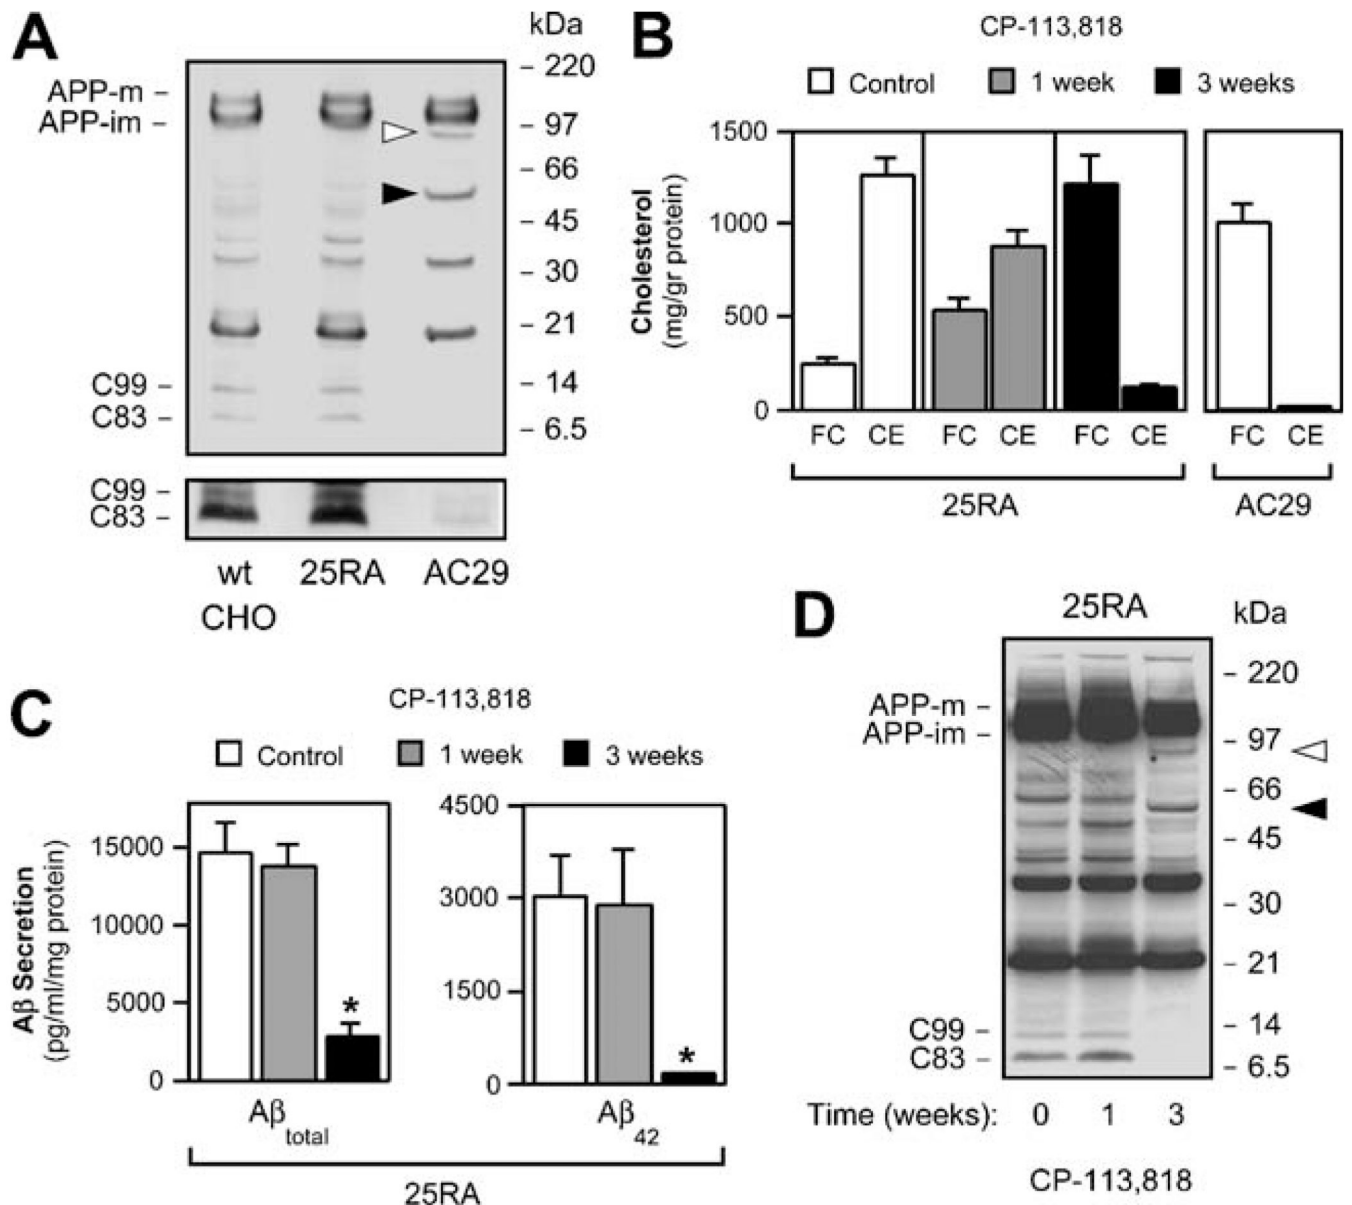 A
kDa
APP-m –
APP-im –
– 220
– 97
– 66
– 45
– 30
– 21
– 14
– 6.5
C99 –
C83 –
C99 –
C83 –
wt 25RA AC29
CHO
B
CP-113,818
Control 1 week 3 weeks
Cholesterol
(mg/gr protein)
1500
1000
500
0
FC CE FC CE FC CE FC CE
25RA AC29
C
CP-113,818
Control 1 week 3 weeks
Aβ Secretion
(pg/ml/mg protein)
15000
10000
5000
0
*
Aβ total
4500
3000
1500
0
*
Aβ 42
25RA
D
25RA
kDa
APP-m –
APP-im –
– 220
– 97
– 66
– 45
– 30
– 21
– 14
– 6.5
C99 –
C83 –
Time (weeks): 0 1 3
CP-113,818